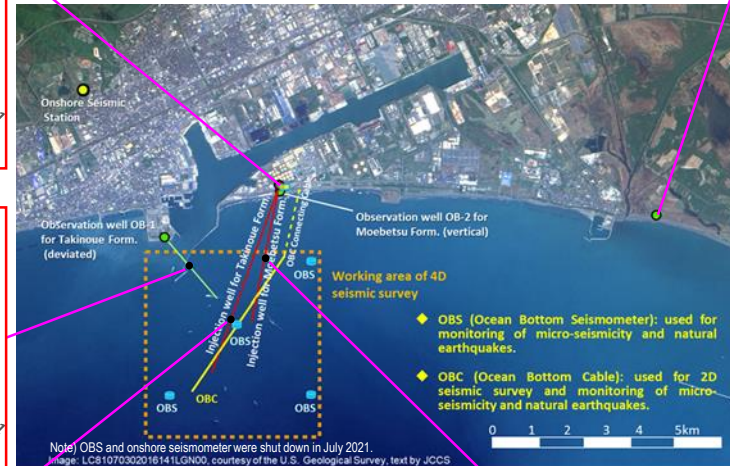 Onshore Seismic
Station
Observation well OB-1
for Takinoue Form.
(deviated)
Injection well for Takinoue Form.
Injection well for Moebetsu Form.
OBC Connecting Cable
Observation well OB-2 for
Moebetsu Form. (vertical)
Working area of 4D
seismic survey
OBS
OBS
OBS
OBS
OBC
◆ OBS (Ocean Bottom Seismometer): used for
monitoring of micro-seismicity and natural
earthquakes.
◆ OBC (Ocean Bottom Cable): used for 2D
seismic survey and monitoring of micro-
seismicity and natural earthquakes.
0 1 2 3 4 5km
Note) OBS and onshore seismometer were shut down in July 2021.
Image: LC81070302016141LGN00, courtesy of the U.S. Geological Survey, text by JCCS